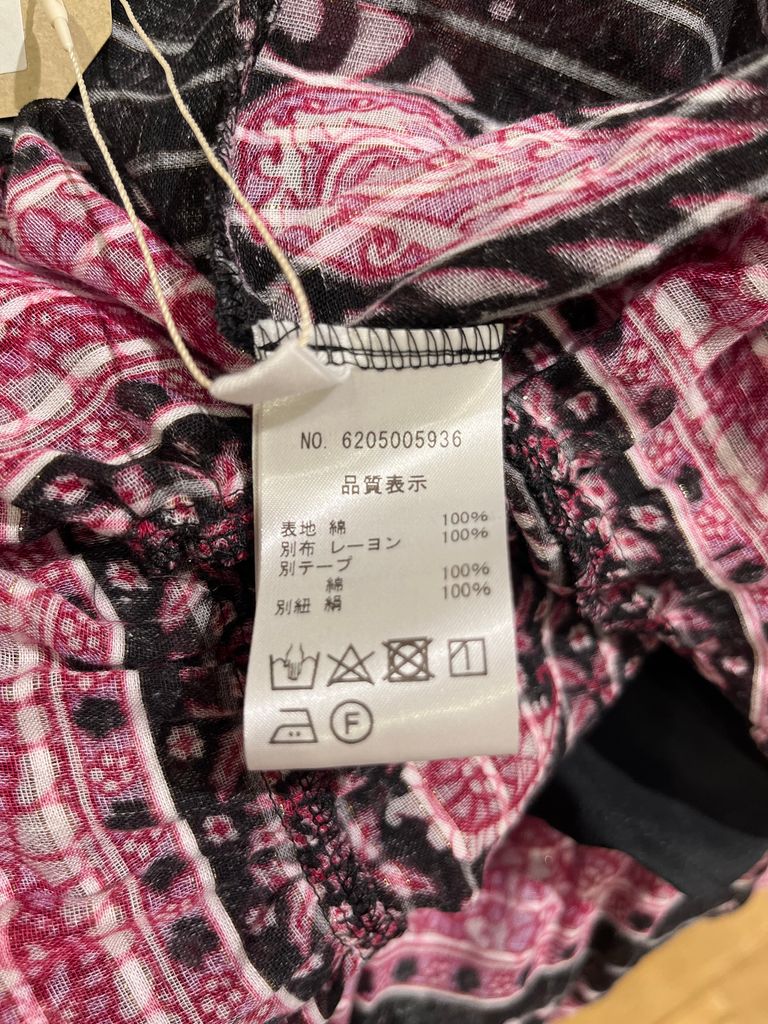 NO. 6205005936
品質表示
表地 綿 100%
別布 レーヨン 100%
別テープ
綿 100%
別紐 絹 100%
F